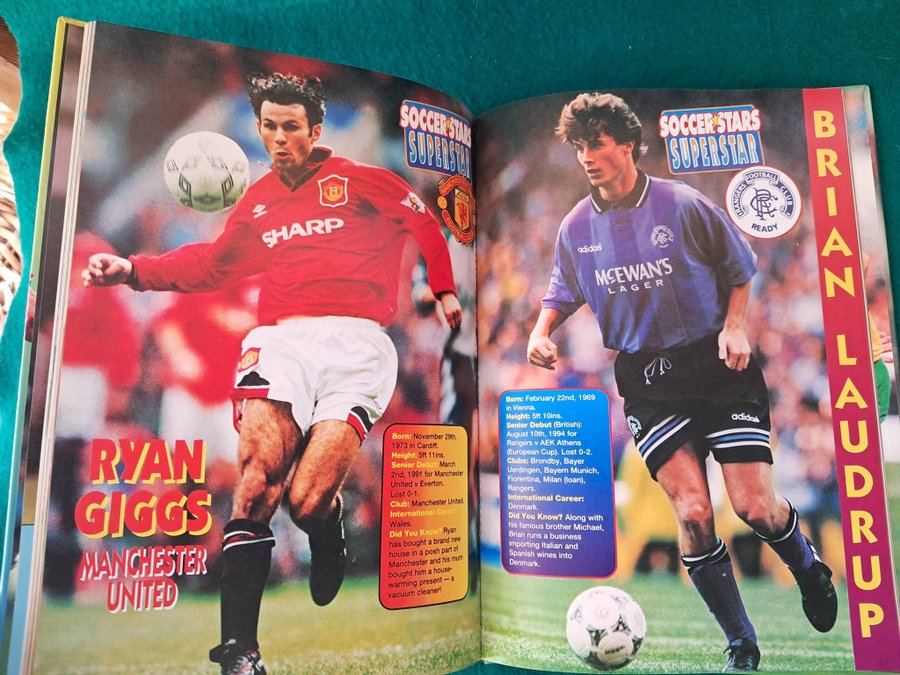 SOCCER STARS
SUPERSTAR
SHARP
RYAN
GIGGS
MANCHESTER
UNITED
Born: November 29th,
1973 in Cardiff.
Height: 5ft 11ins.
Senior Debut: March
2nd, 1991 for Manchester
United v Everton.
Lost 0-1.
Club: Manchester United.
International Career:
Wales.
Did You Know? Ryan
has bought a brand new
house in a posh part of
Manchester and his mum
bought him a house-
warming present — a
vacuum cleaner!
SOCCER STARS
SUPERSTAR
RANGERS FOOTBALL CLUB
READY
adidas
McEWAN'S
LAGER
adidas
Born: February 22nd, 1969
in Vienna.
Height: 5ft 10ins.
Senior Debut (British):
August 10th, 1994 for
Rangers v AEK Athens
(European Cup). Lost 0-2.
Clubs: Brondby, Bayer
Uerdingen, Bayern Munich,
Fiorentina, Milan (loan),
Rangers.
International Career:
Denmark.
Did You Know? Along with
his famous brother Michael,
Brian runs a business
importing Italian and
Spanish wines into
Denmark.
BRIAN LAUDRUP